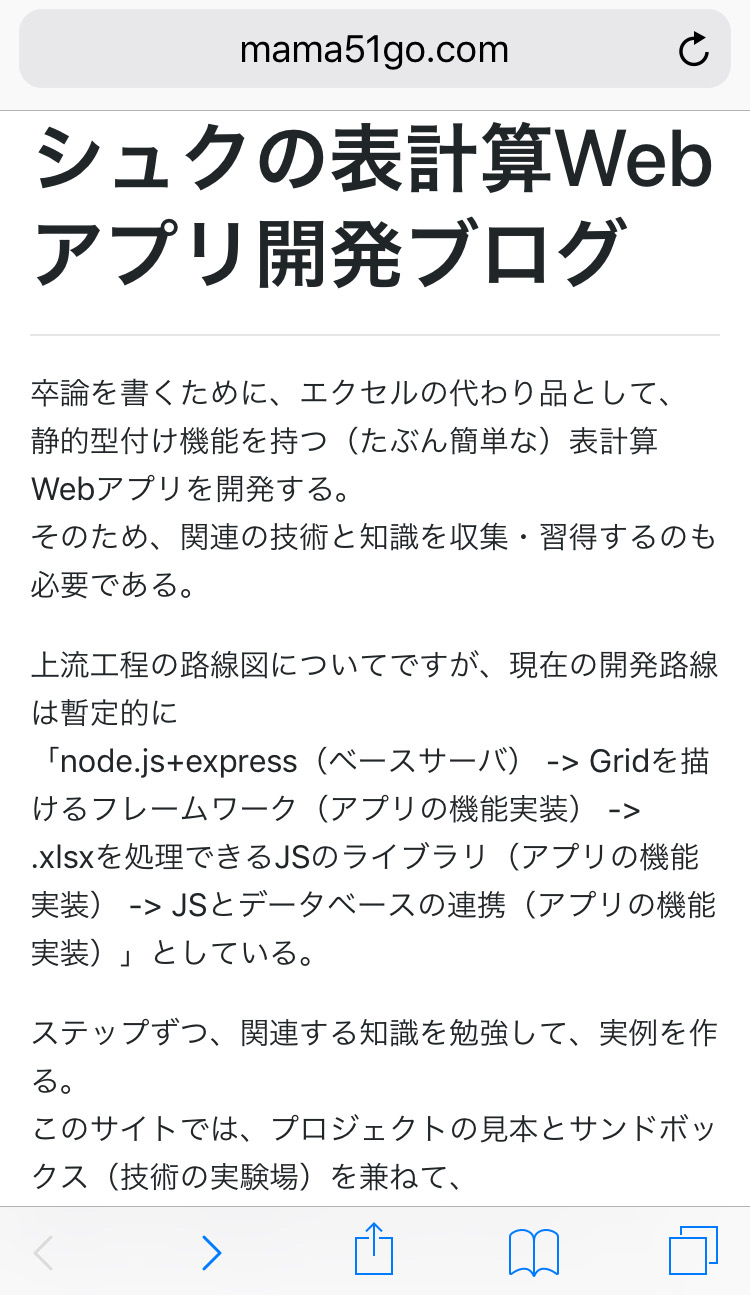 mama51go.com
シュクの表計算Web
アプリ開発ブログ
卒論を書くために、エクセルの代わり品として、
静的型付け機能を持つ（たぶん簡単な）表計算
Webアプリを開発する。
そのため、関連の技術と知識を収集・習得するのも
必要である。
上流工程の路線図についてですが、現在の開発路線
は暫定的に
「node.js+express（ベースサーバ） -> Gridを描
けるフレームワーク（アプリの機能実装） ->
.xlsxを処理できるJSのライブラリ（アプリの機能
実装） -> JSとデータベースの連携（アプリの機能
実装）」としている。
ステップずつ、関連する知識を勉強して、実例を作
る。
このサイトでは、プロジェクトの見本とサンドボッ
クス（技術の実験場）を兼ねて、